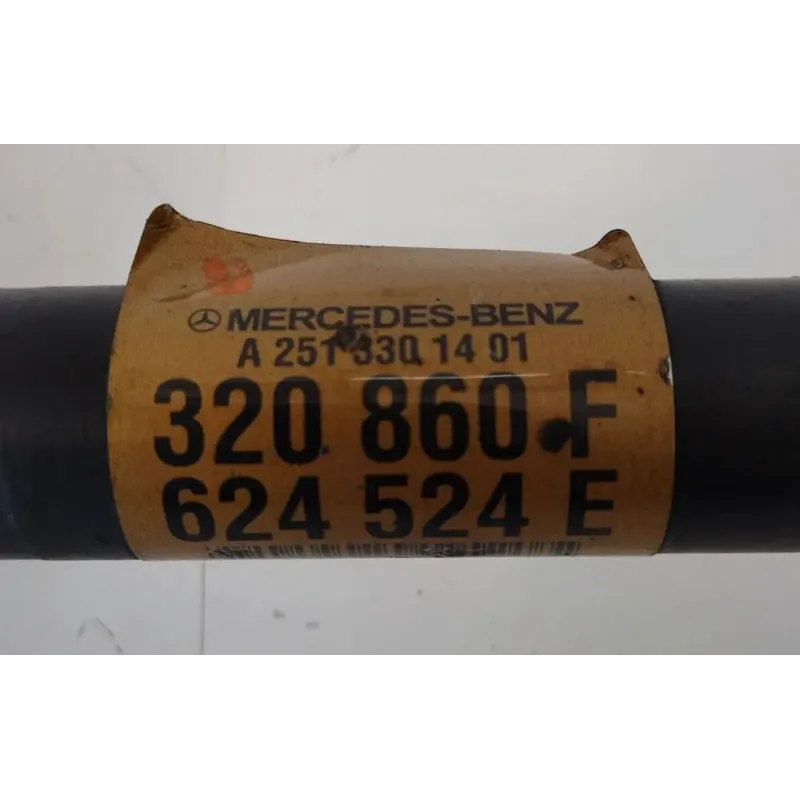 MERCEDES-BENZ
A 251 330 14 01
320 860 F
624 524 E